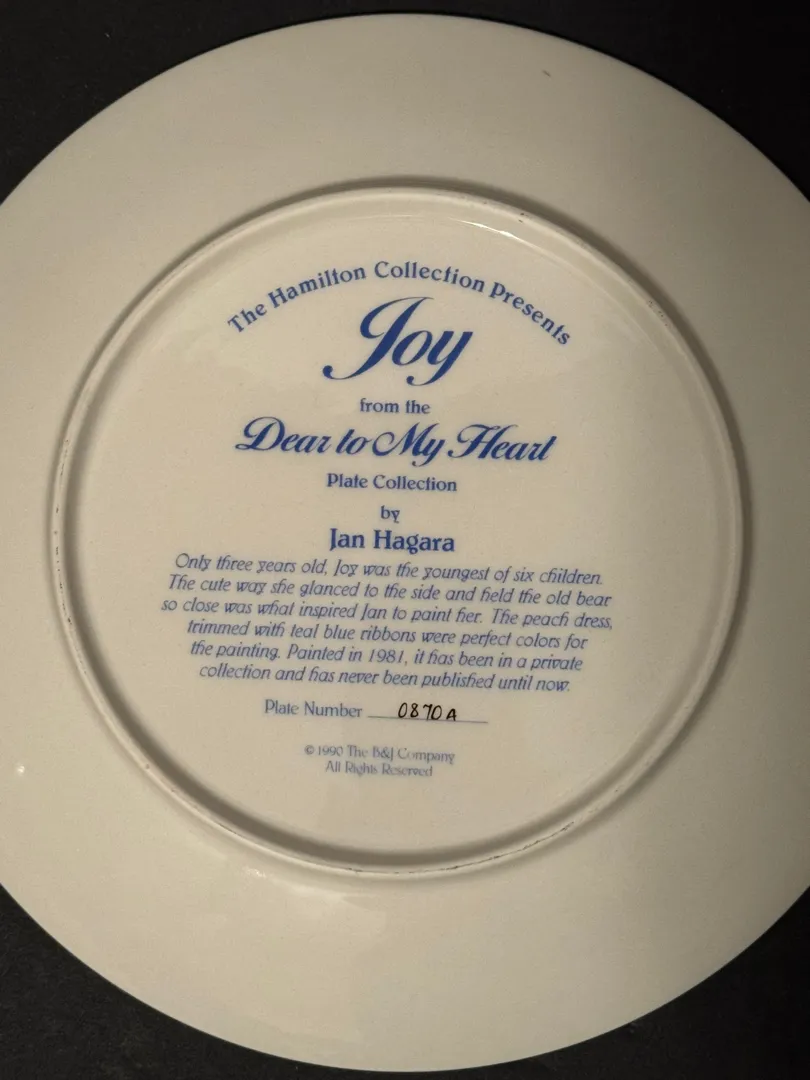 The Hamilton Collection Presents
Joy
from the
Dear to My Heart
Plate Collection
by
Jan Hagara
Only three years old, Joy was the youngest of six children.
The cute way she glanced to the side and held the old bear
so close was what inspired Jan to paint her. The peach dress,
trimmed with teal blue ribbons were perfect colors for
the painting. Painted in 1981, it has been in a private
collection and has never been published until now.
Plate Number 0870A
© 1990 The B&J Company
All Rights Reserved